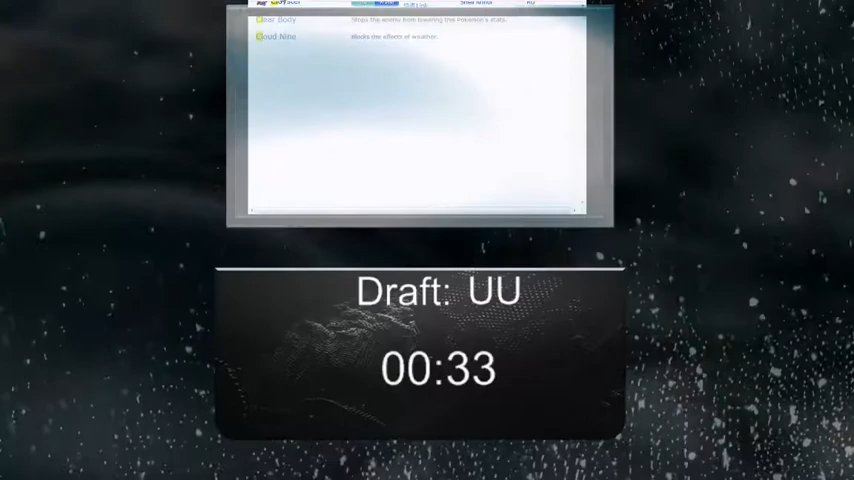 Clear Body Stops the enemy from lowering the Pokémon's stats.
Cloud Nine Blocks the effects of weather.
Draft: UU
00:33